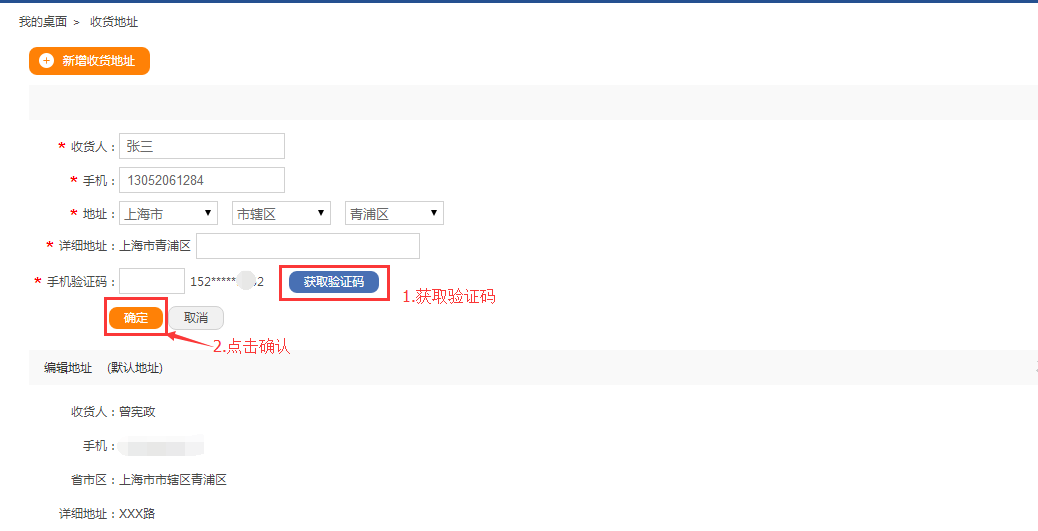 我的桌面 > 收货地址
新增收货地址
* 收货人： 张三
* 手机： 13052061284
* 地址： 上海市 市辖区 青浦区
* 详细地址：上海市青浦区
* 手机验证码： 152***** 2 获取验证码
1.获取验证码
确定 取消
2.点击确认
编辑地址 (默认地址)
收货人：曾宪政
手机：
省市区：上海市市辖区青浦区
详细地址：XXX路